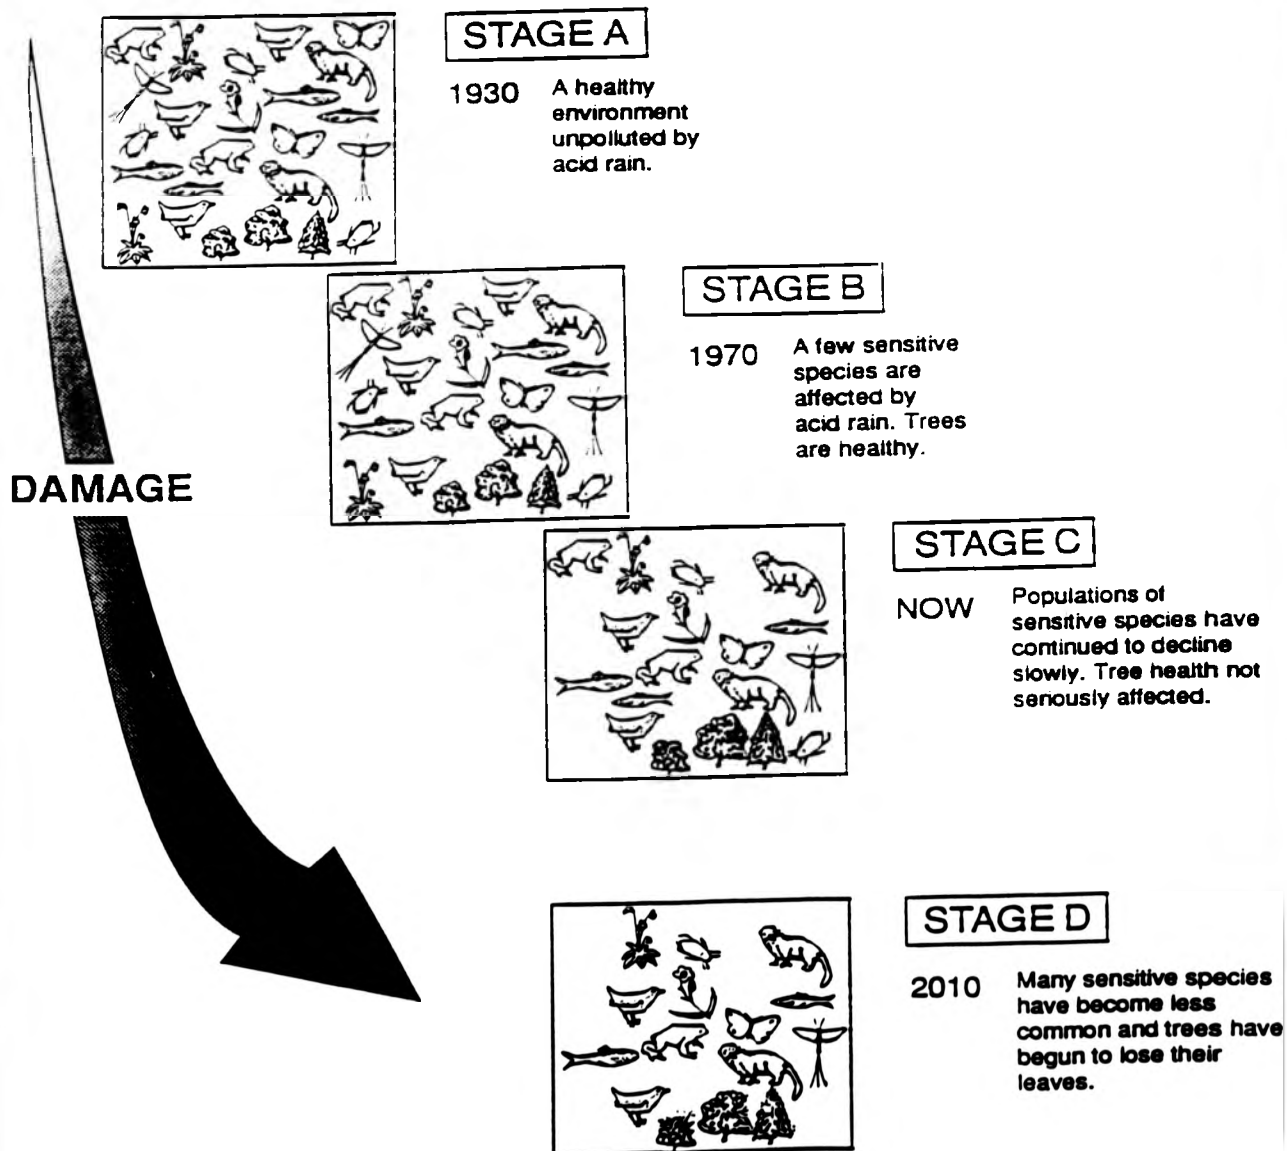 STAGE A
1930
A healthy
environment
unpolluted by
acid rain.
STAGE B
1970
A few sensitive
species are
affected by
acid rain. Trees
are healthy.
DAMAGE
STAGE C
NOW
Populations of
sensitive species have
continued to decline
slowly. Tree health not
seriously affected.
STAGE D
2010
Many sensitive species
have become less
common and trees have
begun to lose their
leaves.